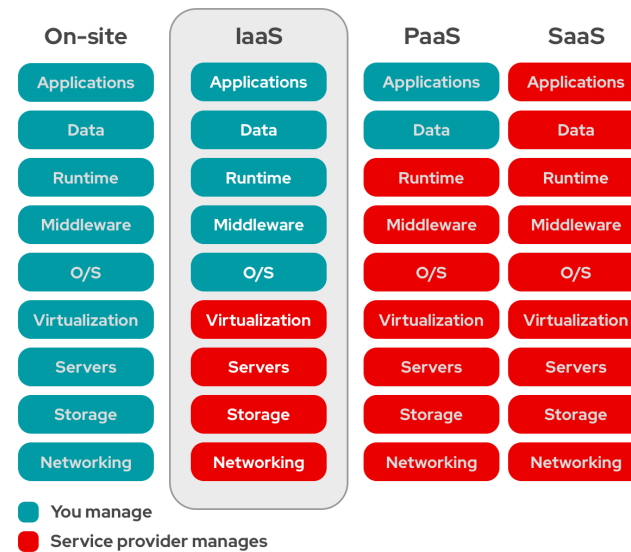 On-site IaaS PaaS SaaS
Applications Applications Applications Applications
Data Data Data Data
Runtime Runtime Runtime Runtime
Middleware Middleware Middleware Middleware
O/S O/S O/S O/S
Virtualization Virtualization Virtualization Virtualization
Servers Servers Servers Servers
Storage Storage Storage Storage
Networking Networking Networking Networking
You manage
Service provider manages